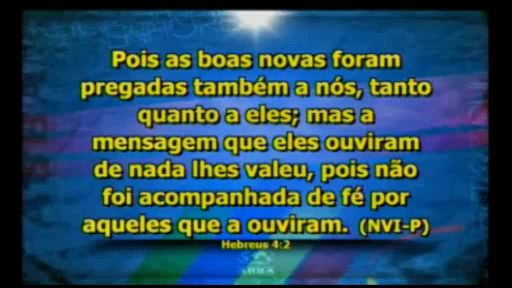 Pois as boas novas foram
pregadas também a nós, tanto
quanto a eles; mas a
mensagem que eles ouviram
de nada lhes valeu, pois não
foi acompanhada de fé por
aqueles que a ouviram. (NVI-P)
Hebreus 4:2